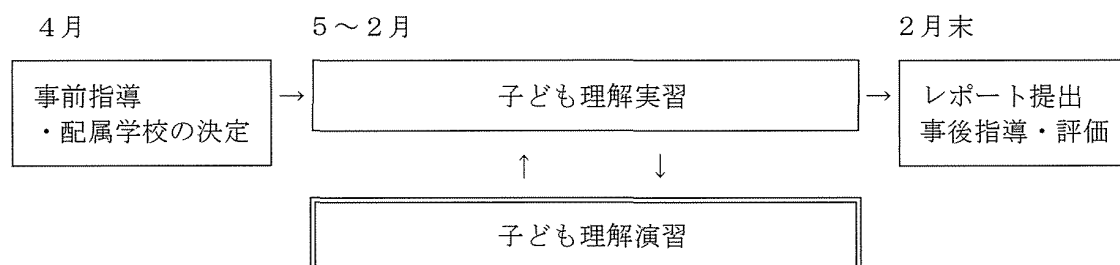 4月
5～2月
2月末
事前指導
・配属学校の決定
→
子ども理解実習
→
レポート提出
事後指導・評価
↑ ↓
子ども理解演習